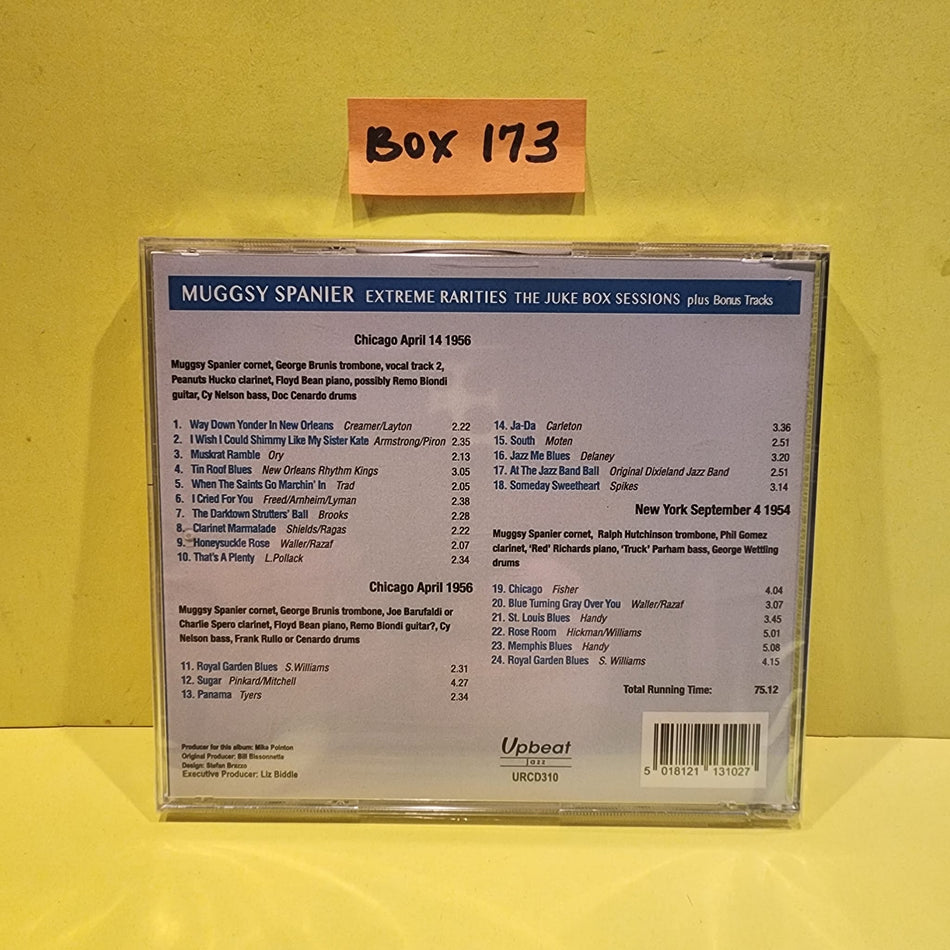 Box 173
MUGGSY SPANIER EXTREME RARITIES THE JUKE BOX SESSIONS plus Bonus Tracks
Chicago April 14 1956
Muggsy Spanier cornet, George Brunis trombone, vocal track 2,
Peanuts Hucko clarinet, Floyd Bean piano, possibly Remo Biondi
guitar, Cy Nelson bass, Doc Cenardo drums
1. Way Down Yonder In New Orleans Creamer/Layton 2.22
2. I Wish I Could Shimmy Like My Sister Kate Armstrong/Piron 2.35
3. Muskrat Ramble Ory 2.13
4. Tin Roof Blues New Orleans Rhythm Kings 3.05
5. When The Saints Go Marchin' In Trad 2.05
6. I Cried For You Freed/Arnheim/Lyman 2.38
7. The Darktown Strutters' Ball Brooks 2.28
8. Clarinet Marmalade Shields/Ragas 2.22
9. Honeysuckle Rose Waller/Razaf 2.07
10. That's A Plenty L.Pollack 2.34
Chicago April 1956
Muggsy Spanier cornet, George Brunis trombone, Joe Barufaldi or
Charlie Spero clarinet, Floyd Bean piano, Remo Biondi guitar?, Cy
Nelson bass, Frank Rullo or Cenardo drums
11. Royal Garden Blues S.Williams 2.31
12. Sugar Pinkard/Mitchell 4.27
13. Panama Tyers 2.34
14. Ja-Da Carleton 3.36
15. South Moten 2.51
16. Jazz Me Blues Delaney 3.20
17. At The Jazz Band Ball Original Dixieland Jazz Band 2.51
18. Someday Sweetheart Spikes 3.14
New York September 4 1954
Muggsy Spanier cornet, Ralph Hutchinson trombone, Phil Gomez
clarinet, 'Red' Richards piano, 'Truck' Parham bass, George Wettling
drums
19. Chicago Fisher 4.04
20. Blue Turning Gray Over You Waller/Razaf 3.07
21. St. Louis Blues Handy 3.45
22. Rose Room Hickman/Williams 5.01
23. Memphis Blues Handy 5.08
24. Royal Garden Blues S. Williams 4.15
Total Running Time: 75.12
Producer for this album: Mike Pointon
Original Producer: Bill Bissonnette
Design: Stefan Brazzo
Executive Producer: Liz Biddle
Upbeat
Jazz
URCD310
5 018121 131027